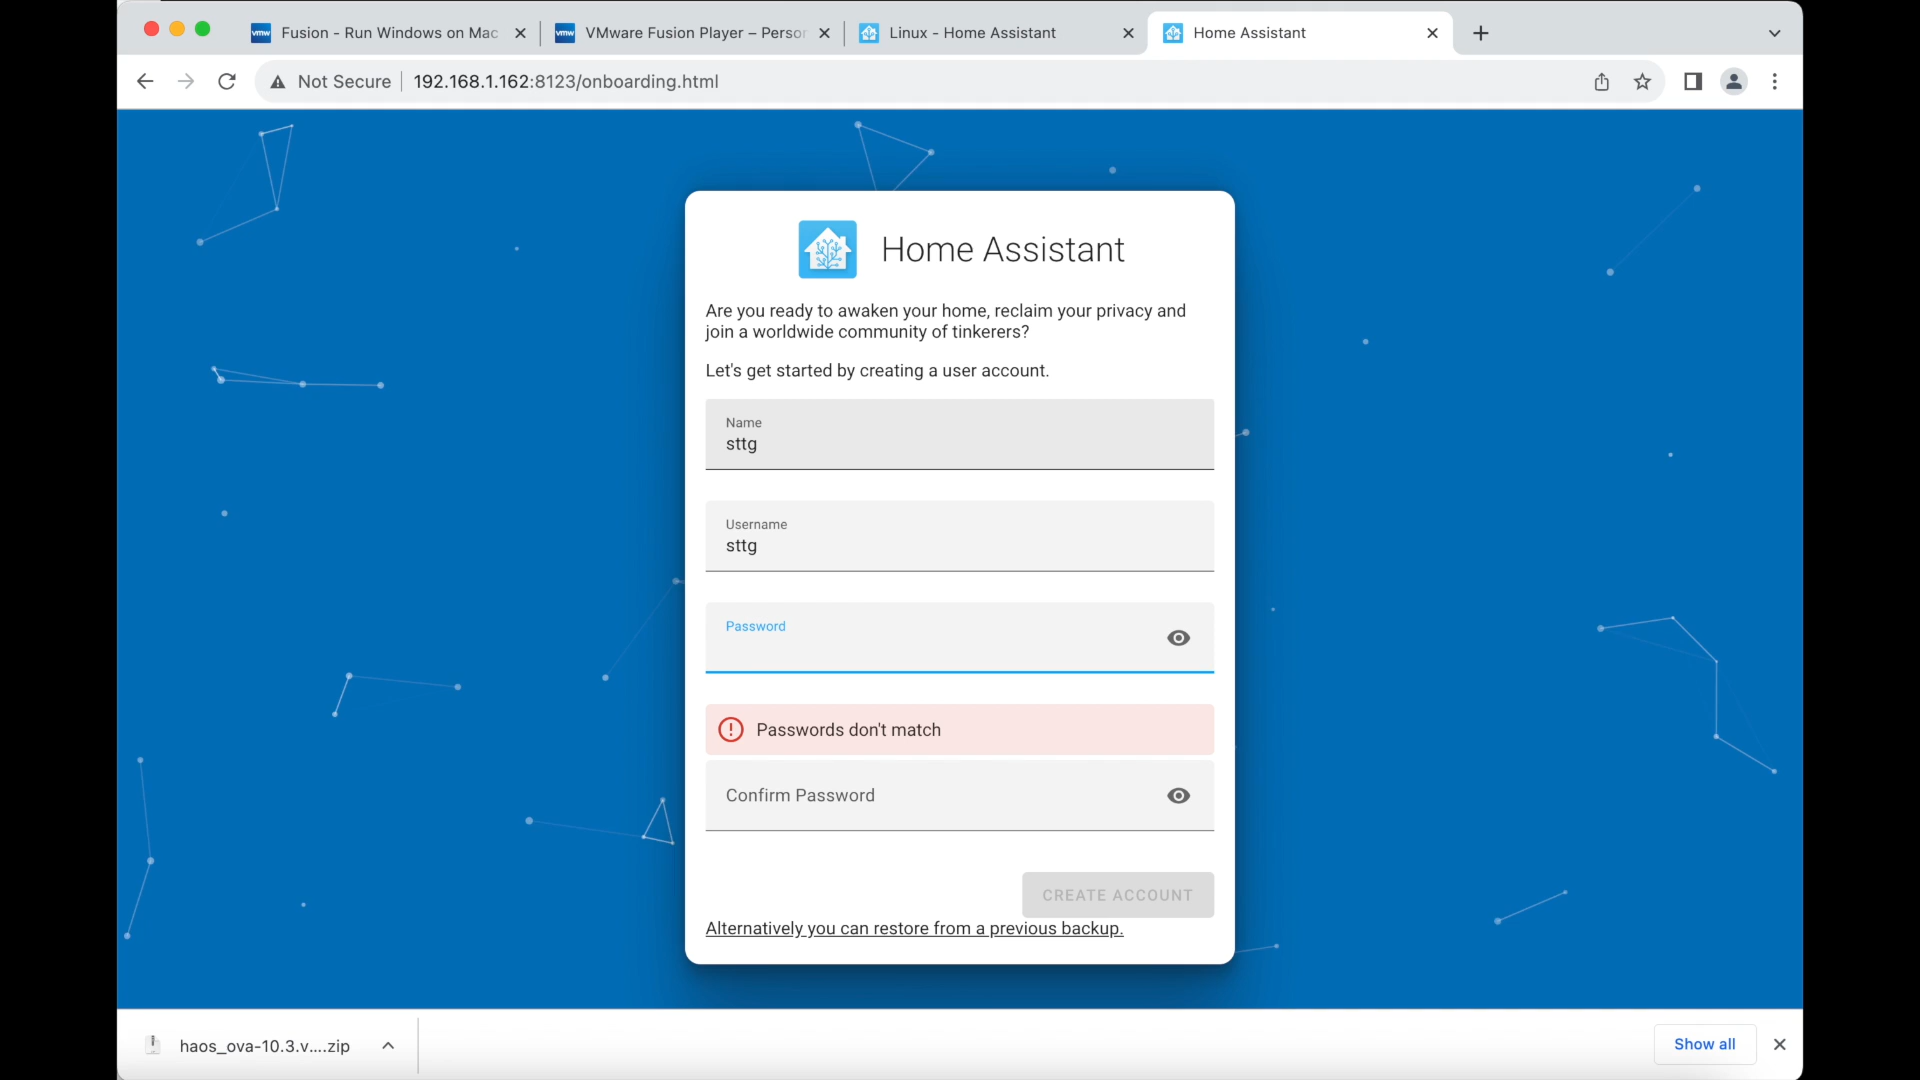 Fusion - Run Windows on Mac
VMware Fusion Player – Person
Linux - Home Assistant
Home Assistant
Not Secure
192.168.1.162:8123/onboarding.html
Home Assistant
Are you ready to awaken your home, reclaim your privacy and
join a worldwide community of tinkerers?
Let's get started by creating a user account.
Name
sttg
Username
sttg
Password
Passwords don't match
Confirm Password
CREATE ACCOUNT
Alternatively you can restore from a previous backup.
haos_ova-10.3.v....zip
Show all